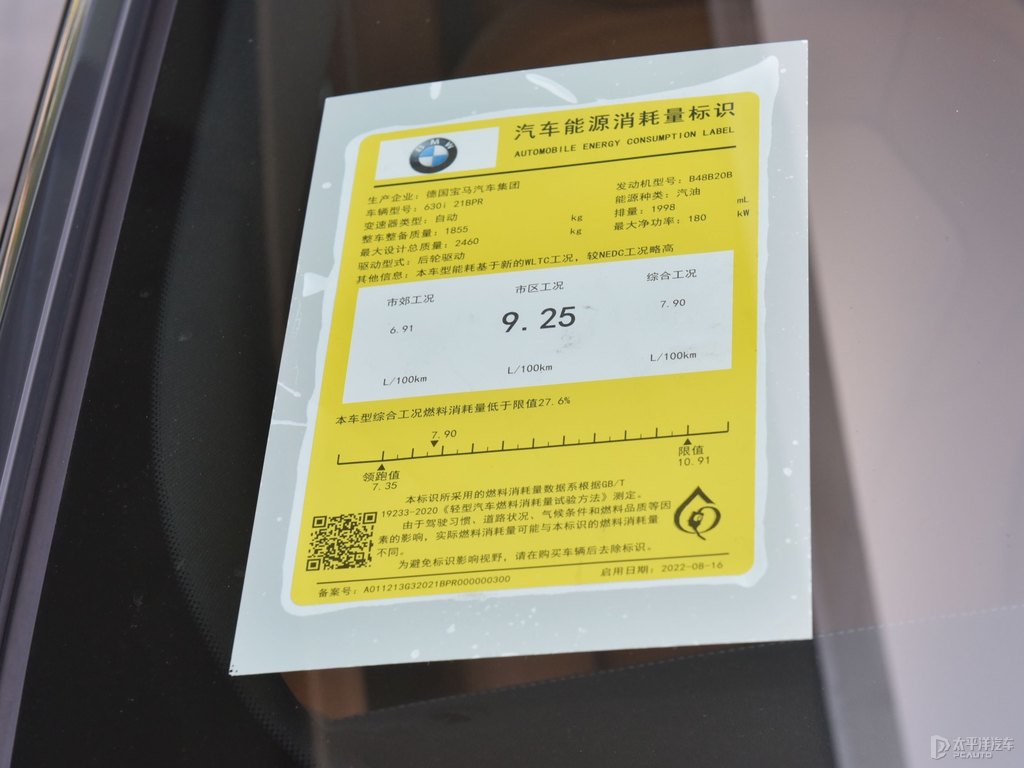 BMW
汽车能源消耗量标识
AUTOMOBILE ENERGY CONSUMPTION LABEL
生产企业：德国宝马汽车集团
车辆型号：630i 21BPR
变速器类型：自动
整车整备质量：1855 kg
最大设计总质量：2460 kg
驱动型式：后轮驱动
其他信息：本车型能耗基于新的WLTC工况，较NEDC工况略高
发动机型号：B48B20B
能源种类：汽油
排量：1998 mL
最大净功率：180 kW
市郊工况 市区工况 综合工况
6.91 9.25 7.90
L/100km L/100km L/100km
本车型综合工况燃料消耗量低于限值27.6%
7.90
领跑值 限值
7.35 10.91
本标识所采用的燃料消耗量数据系根据GB/T
19233-2020《轻型汽车燃料消耗量试验方法》测定。
由于驾驶习惯、道路状况、气候条件和燃料品质等因
素的影响，实际燃料消耗量可能与本标识的燃料消耗量
不同。
为避免标识影响视野，请在购买车辆后去除标识。
备案号：A011213G32021BPR000000300 启用日期：2022-08-16
太平洋汽车
PCAUTO